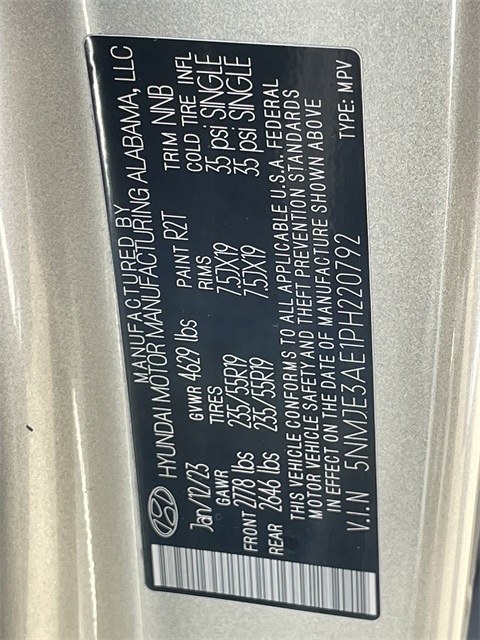 MANUFACTURED BY
HYUNDAI MOTOR MANUFACTURING ALABAMA, LLC
Jan/12/23 GVWR 4629 lbs PAINT R2T TRIM NNB
GAWR TIRES RIMS COLD TIRE INFL
FRONT 2778 lbs 235/55R19 7.5JX19 35 psi SINGLE
REAR 2646 lbs 235/55R19 7.5JX19 35 psi SINGLE
THIS VEHICLE CONFORMS TO ALL APPLICABLE U.S.A. FEDERAL
MOTOR VEHICLE SAFETY AND THEFT PREVENTION STANDARDS
IN EFFECT ON THE DATE OF MANUFACTURE SHOWN ABOVE
V.I.N 5NMJE3AE1PH220792 TYPE: MPV